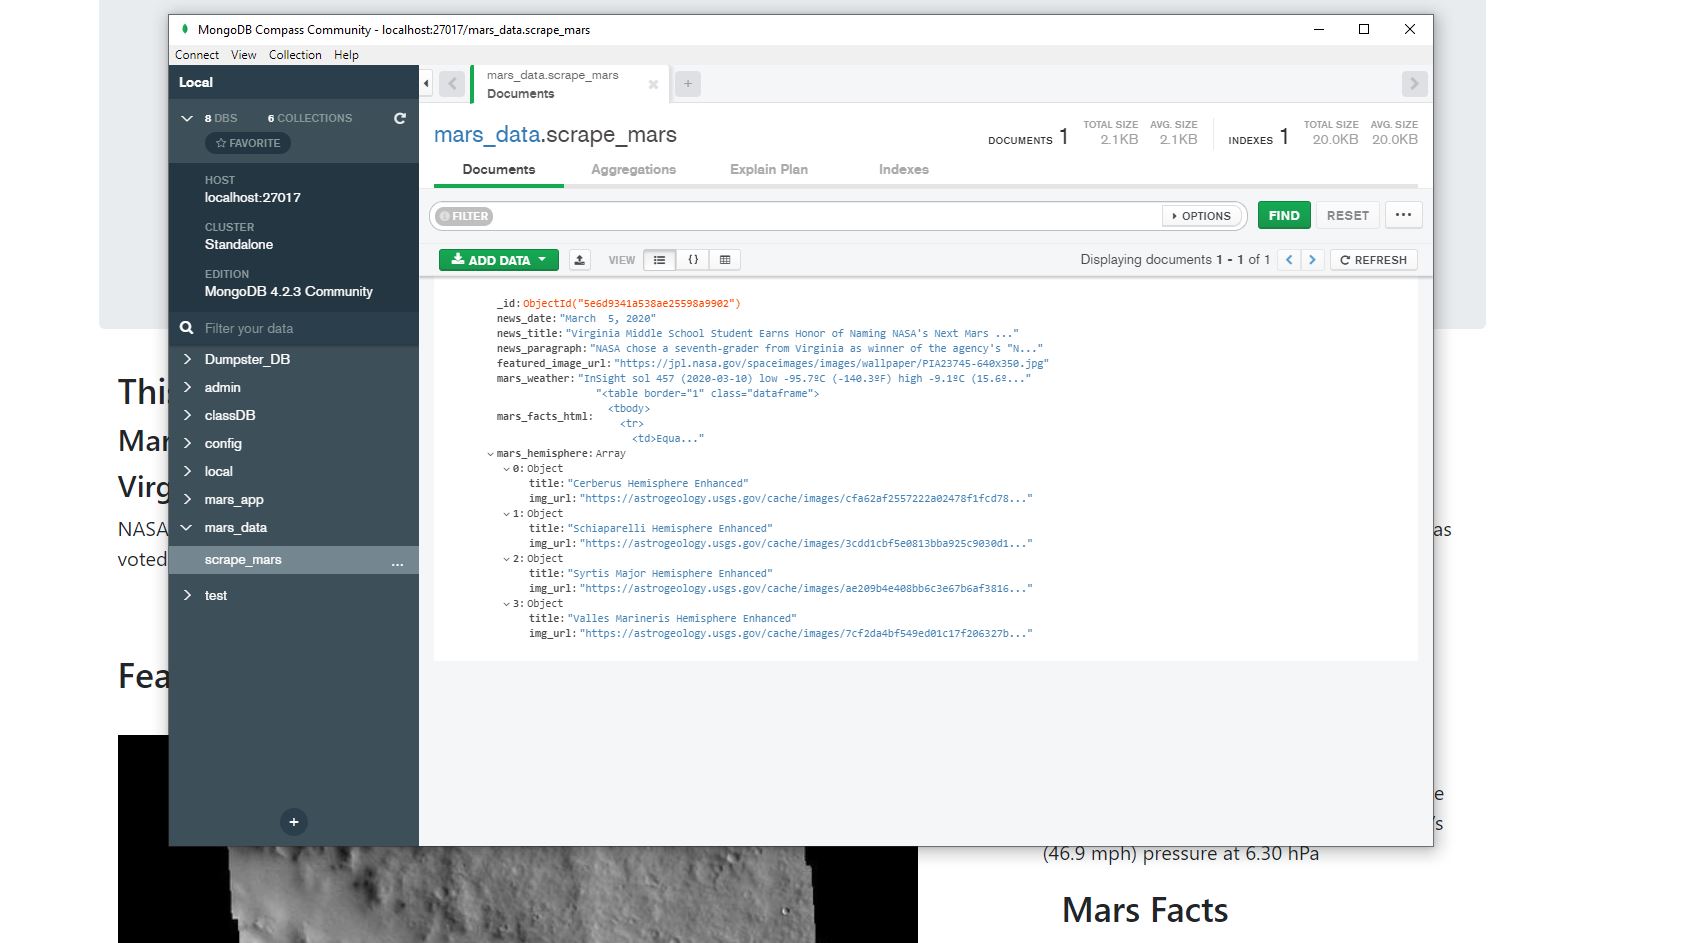 MongoDB Compass Community - localhost:27017/mars_data.scrape_mars
Connect View Collection Help
Local
8 DBS 6 COLLECTIONS
FAVORITE
HOST
localhost:27017
CLUSTER
Standalone
EDITION
MongoDB 4.2.3 Community
Filter your data
Dumpster_DB
admin
classDB
config
local
mars_app
mars_data
scrape_mars ...
test
+
mars_data.scrape_mars
Documents
+
mars_data.scrape_mars
DOCUMENTS 1 TOTAL SIZE 2.1KB AVG. SIZE 2.1KB INDEXES 1 TOTAL SIZE 20.0KB AVG. SIZE 20.0KB
Documents Aggregations Explain Plan Indexes
FILTER OPTIONS FIND RESET ...
ADD DATA VIEW {} Displaying documents 1 - 1 of 1 REFRESH
_id: ObjectId("5e6d9341a538ae25598a9902")
news_date: "March  5, 2020"
news_title: "Virginia Middle School Student Earns Honor of Naming NASA's Next Mars ..."
news_paragraph: "NASA chose a seventh-grader from Virginia as winner of the agency's "N..."
featured_image_url: "https://jpl.nasa.gov/spaceimages/images/wallpaper/PIA23745-640x350.jpg"
mars_weather: "InSight sol 457 (2020-03-10) low -95.7ºC (-140.3ºF) high -9.1ºC (15.6º..."
"<table border="1" class="dataframe">
<tbody>
mars_facts_html:
<tr>
<td>Equa..."
mars_hemisphere: Array
0: Object
title: "Cerberus Hemisphere Enhanced"
img_url: "https://astrogeology.usgs.gov/cache/images/cfa62af2557222a02478f1fcd78..."
1: Object
title: "Schiaparelli Hemisphere Enhanced"
img_url: "https://astrogeology.usgs.gov/cache/images/3cdd1cbf5e0813bba925c9030d1..."
2: Object
title: "Syrtis Major Hemisphere Enhanced"
img_url: "https://astrogeology.usgs.gov/cache/images/ae209b4e408bb6c3e67b6af3816..."
3: Object
title: "Valles Marineris Hemisphere Enhanced"
img_url: "https://astrogeology.usgs.gov/cache/images/7cf2da4bf549ed01c17f206327b..."
Thi
Mar
Virg
NASA as
voted
Fea
e
's
(46.9 mph) pressure at 6.30 hPa
Mars Facts